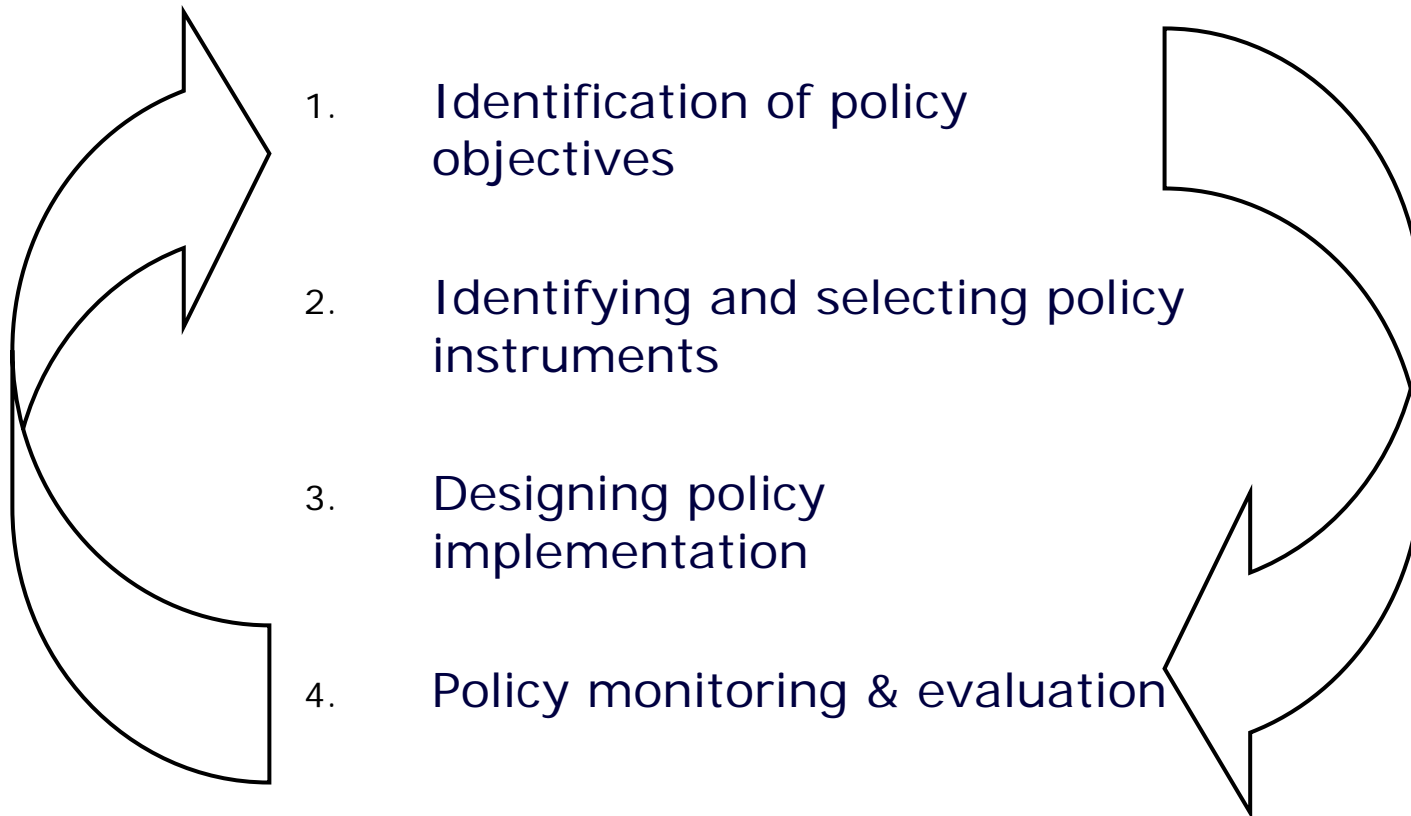 1. Identification of policy
objectives
2. Identifying and selecting policy
instruments
3. Designing policy
implementation
4. Policy monitoring & evaluation